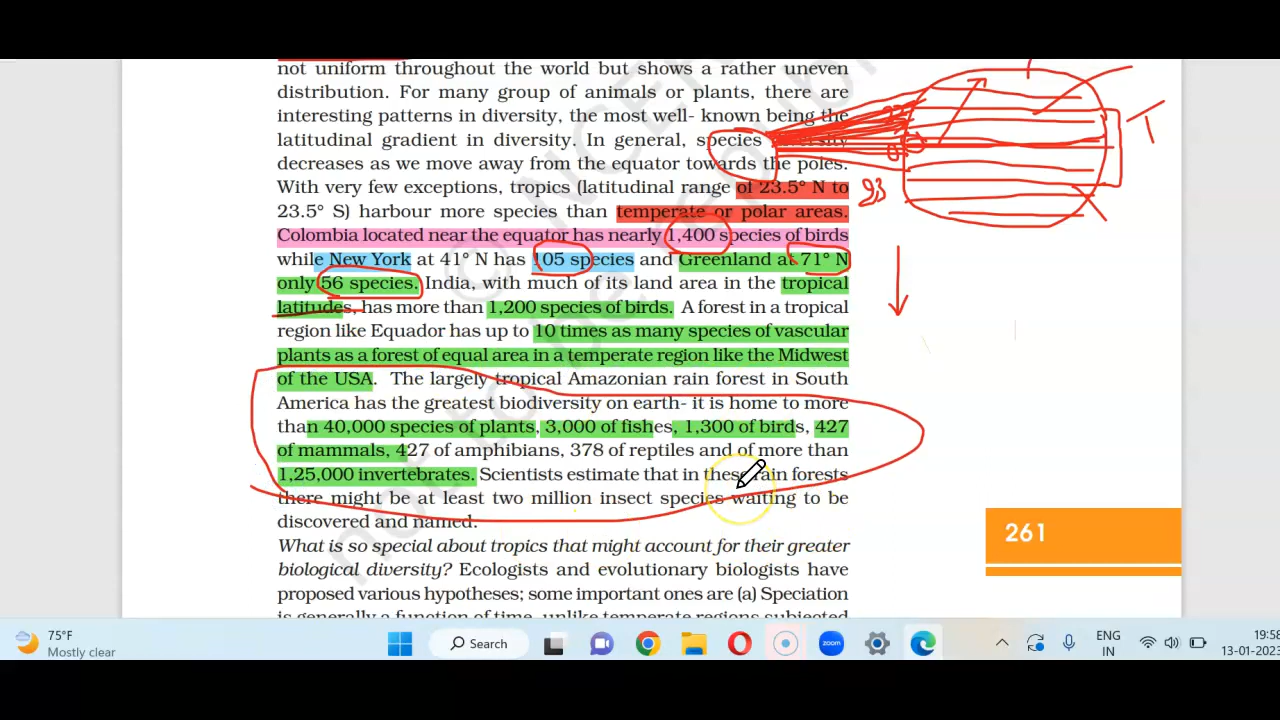 not uniform throughout the world but shows a rather uneven
distribution. For many group of animals or plants, there are
interesting patterns in diversity, the most well- known being the
latitudinal gradient in diversity. In general, species diversity
decreases as we move away from the equator towards the poles.
With very few exceptions, tropics (latitudinal range of 23.5° N to
23.5° S) harbour more species than temperate or polar areas.
Colombia located near the equator has nearly 1,400 species of birds
while New York at 41° N has 105 species and Greenland at 71° N
only 56 species. India, with much of its land area in the tropical
latitudes, has more than 1,200 species of birds. A forest in a tropical
region like Equador has up to 10 times as many species of vascular
plants as a forest of equal area in a temperate region like the Midwest
of the USA. The largely tropical Amazonian rain forest in South
America has the greatest biodiversity on earth- it is home to more
than 40,000 species of plants, 3,000 of fishes, 1,300 of birds, 427
of mammals, 427 of amphibians, 378 of reptiles and of more than
1,25,000 invertebrates. Scientists estimate that in these rain forests
there might be at least two million insect species waiting to be
discovered and named.
What is so special about tropics that might account for their greater
biological diversity? Ecologists and evolutionary biologists have
proposed various hypotheses; some important ones are (a) Speciation
is generally a function of time, unlike temperate regions subjected
T
23
261
75°F
Mostly clear
Search
zoom
ENG
IN
19:58
13-01-2023